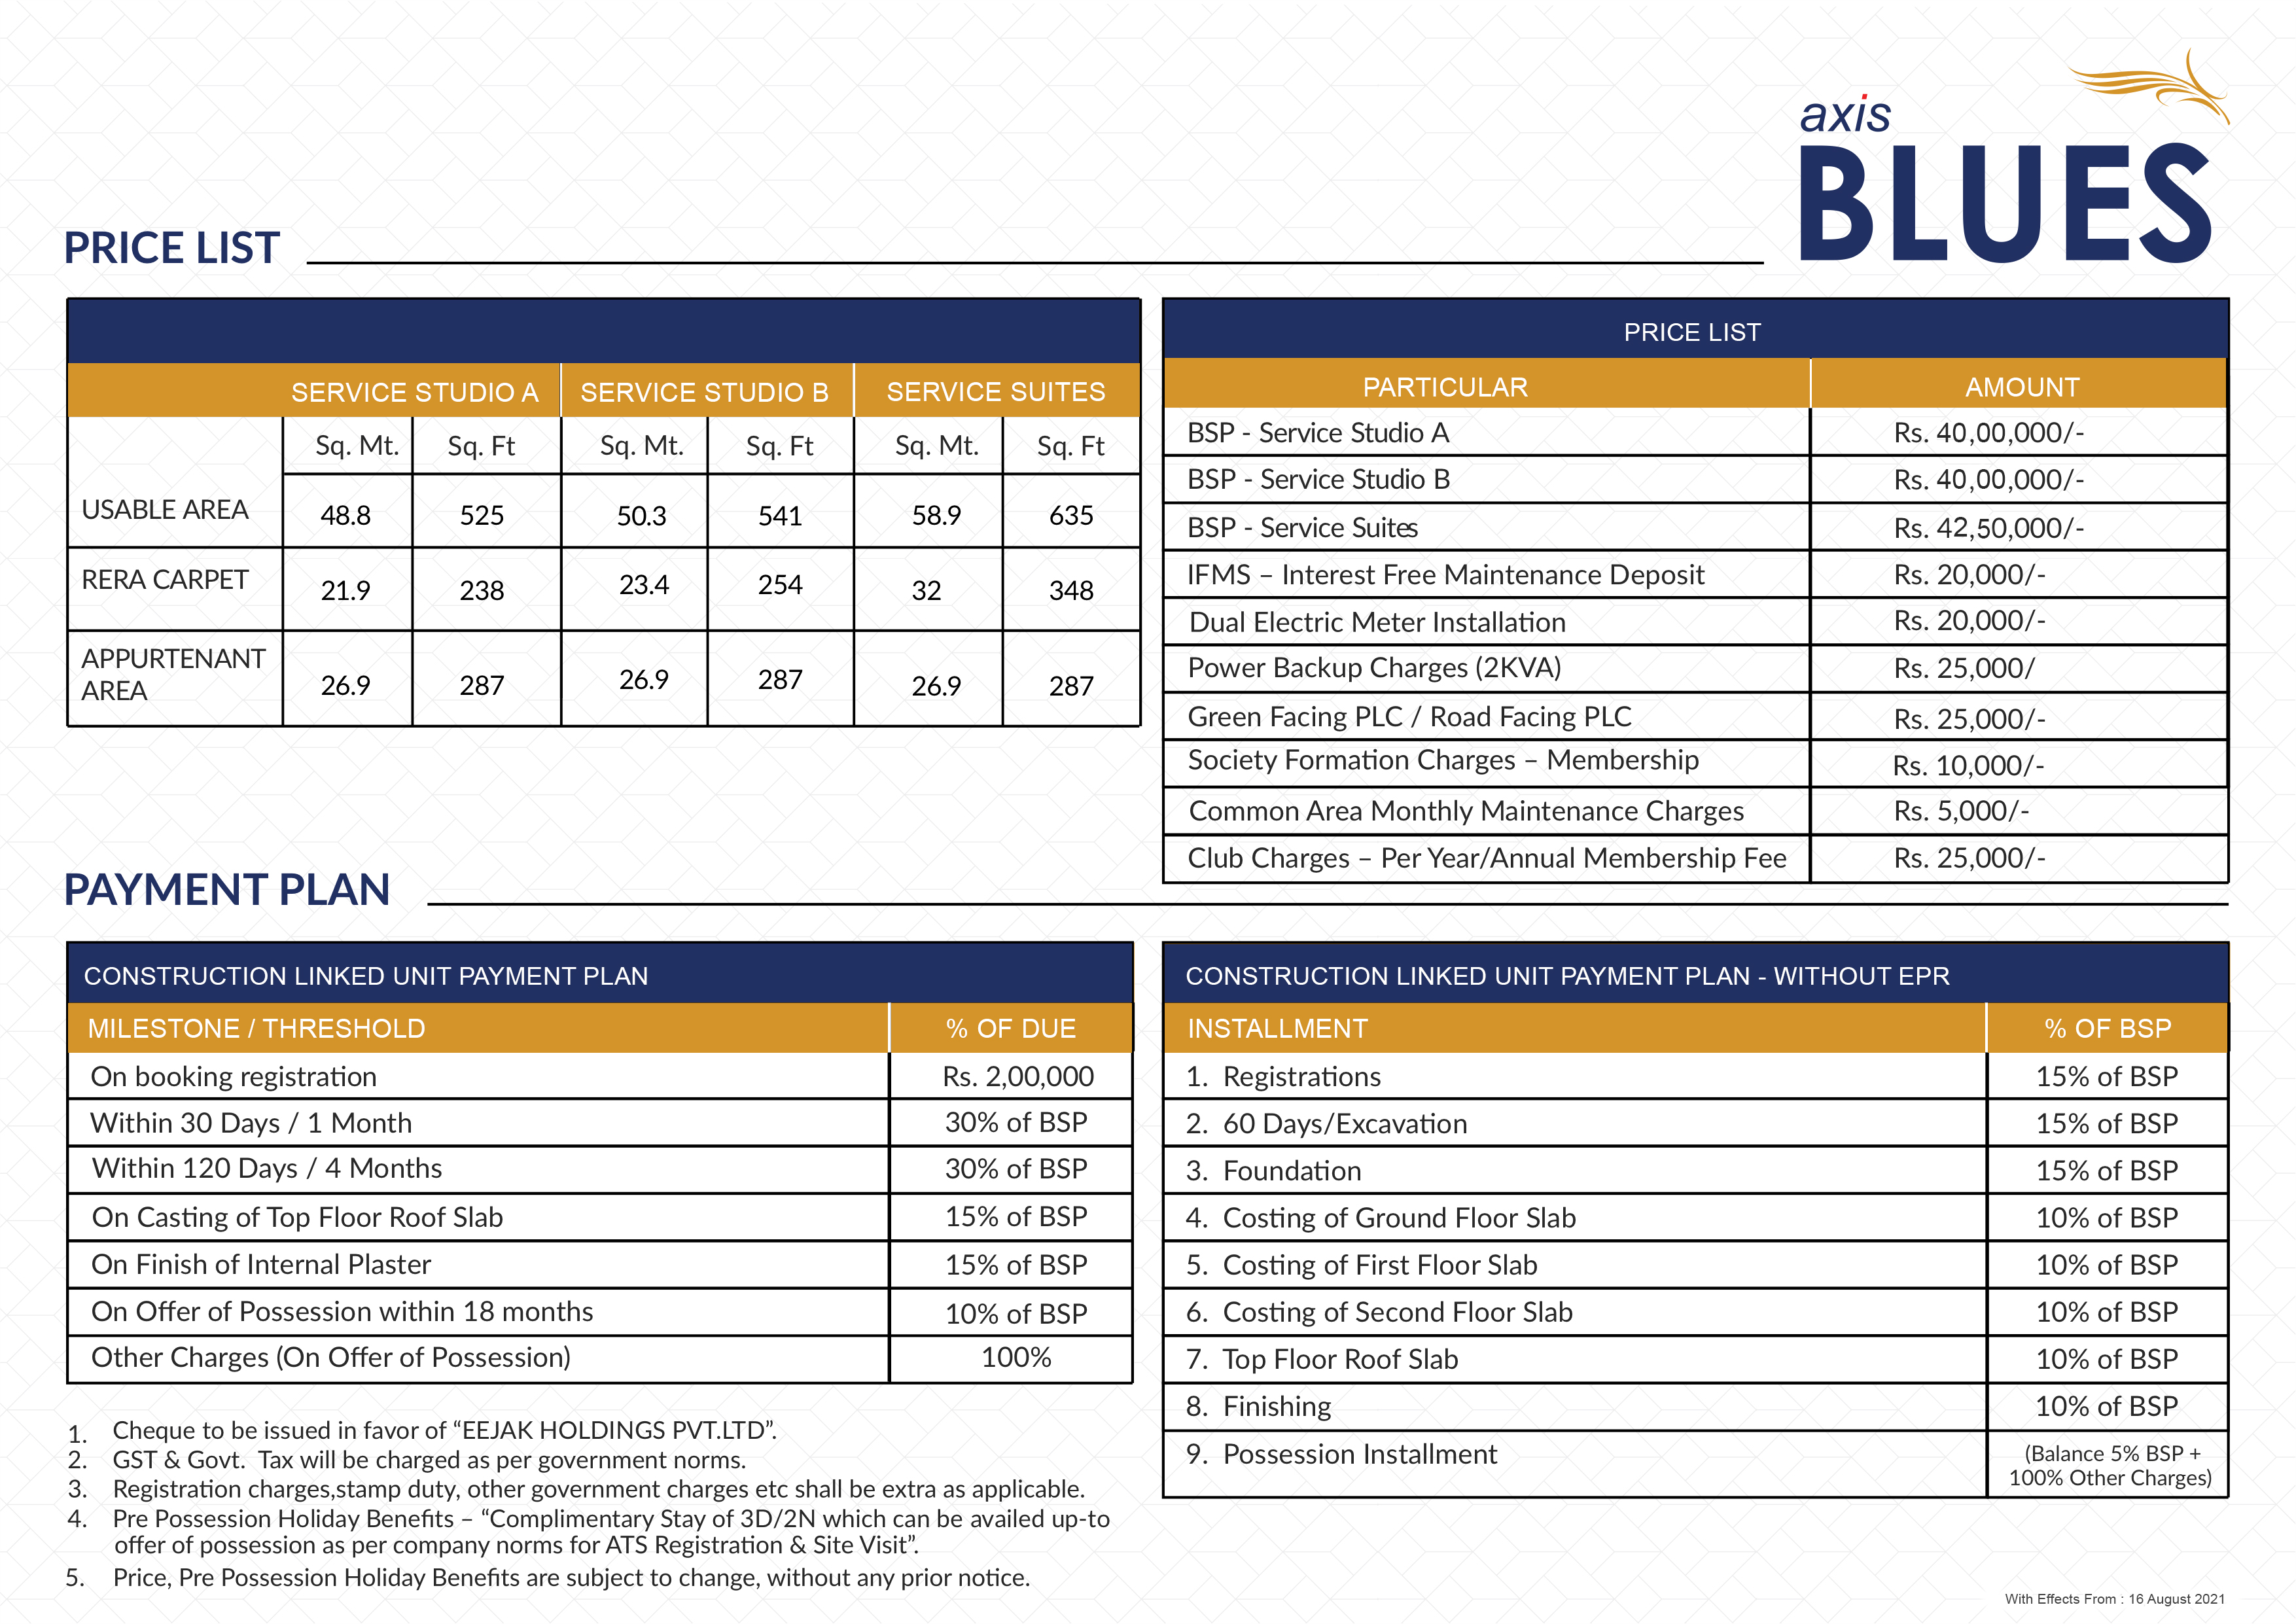 axis
BLUES
PRICE LIST
SERVICE STUDIO A SERVICE STUDIO B SERVICE SUITES
Sq. Mt. Sq. Ft Sq. Mt. Sq. Ft Sq. Mt. Sq. Ft
USABLE AREA 48.8 525 50.3 541 58.9 635
RERA CARPET 21.9 238 23.4 254 32 348
APPURTENANT
AREA 26.9 287 26.9 287 26.9 287
PRICE LIST
PARTICULAR AMOUNT
BSP - Service Studio A Rs. 40,00,000/-
BSP - Service Studio B Rs. 40,00,000/-
BSP - Service Suites Rs. 42,50,000/-
IFMS – Interest Free Maintenance Deposit Rs. 20,000/-
Dual Electric Meter Installation Rs. 20,000/-
Power Backup Charges (2KVA) Rs. 25,000/
Green Facing PLC / Road Facing PLC Rs. 25,000/-
Society Formation Charges – Membership Rs. 10,000/-
Common Area Monthly Maintenance Charges Rs. 5,000/-
Club Charges – Per Year/Annual Membership Fee Rs. 25,000/-
PAYMENT PLAN
CONSTRUCTION LINKED UNIT PAYMENT PLAN
MILESTONE / THRESHOLD % OF DUE
On booking registration Rs. 2,00,000
Within 30 Days / 1 Month 30% of BSP
Within 120 Days / 4 Months 30% of BSP
On Casting of Top Floor Roof Slab 15% of BSP
On Finish of Internal Plaster 15% of BSP
On Offer of Possession within 18 months 10% of BSP
Other Charges (On Offer of Possession) 100%
CONSTRUCTION LINKED UNIT PAYMENT PLAN - WITHOUT EPR
INSTALLMENT % OF BSP
1. Registrations 15% of BSP
2. 60 Days/Excavation 15% of BSP
3. Foundation 15% of BSP
4. Costing of Ground Floor Slab 10% of BSP
5. Costing of First Floor Slab 10% of BSP
6. Costing of Second Floor Slab 10% of BSP
7. Top Floor Roof Slab 10% of BSP
8. Finishing 10% of BSP
9. Possession Installment (Balance 5% BSP +
100% Other Charges)
1. Cheque to be issued in favor of “EEJAK HOLDINGS PVT.LTD”.
2. GST & Govt. Tax will be charged as per government norms.
3. Registration charges,stamp duty, other government charges etc shall be extra as applicable.
4. Pre Possession Holiday Benefits – “Complimentary Stay of 3D/2N which can be availed up-to
offer of possession as per company norms for ATS Registration & Site Visit”.
5. Price, Pre Possession Holiday Benefits are subject to change, without any prior notice.
With Effects From : 16 August 2021